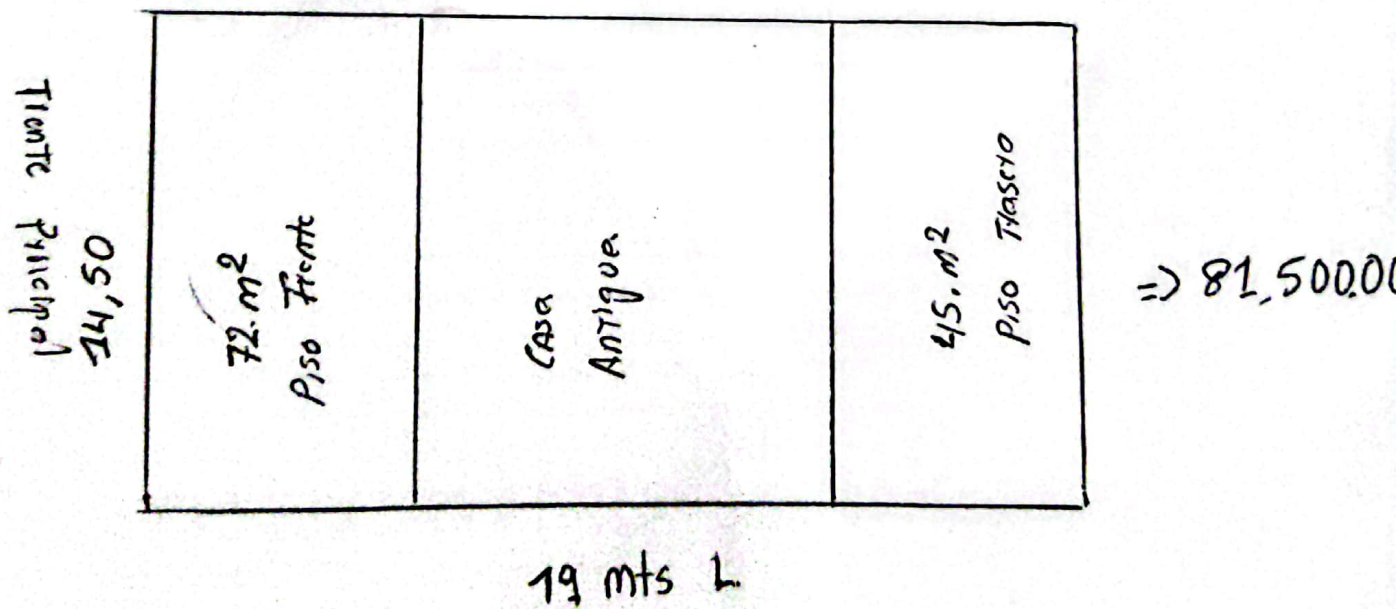 Frente principal
14,50
72.m²
Piso Frente
Casa
Antigua
45.m²
Piso Trasero
=> 81,500.00
19 mts L